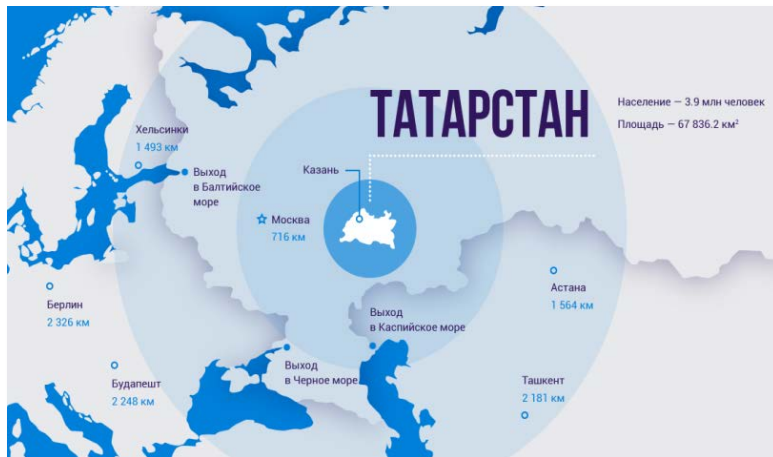 ТАТАРСТАН
Население — 3.9 млн человек
Площадь — 67 836.2 км²
Хельсинки
1 493 км
Выход
в Балтийское
море
Казань
Москва
716 км
Астана
1 564 км
Берлин
2 326 км
Выход
в Каспийское море
Выход
в Черное море
Будапешт
2 248 км
Ташкент
2 181 км